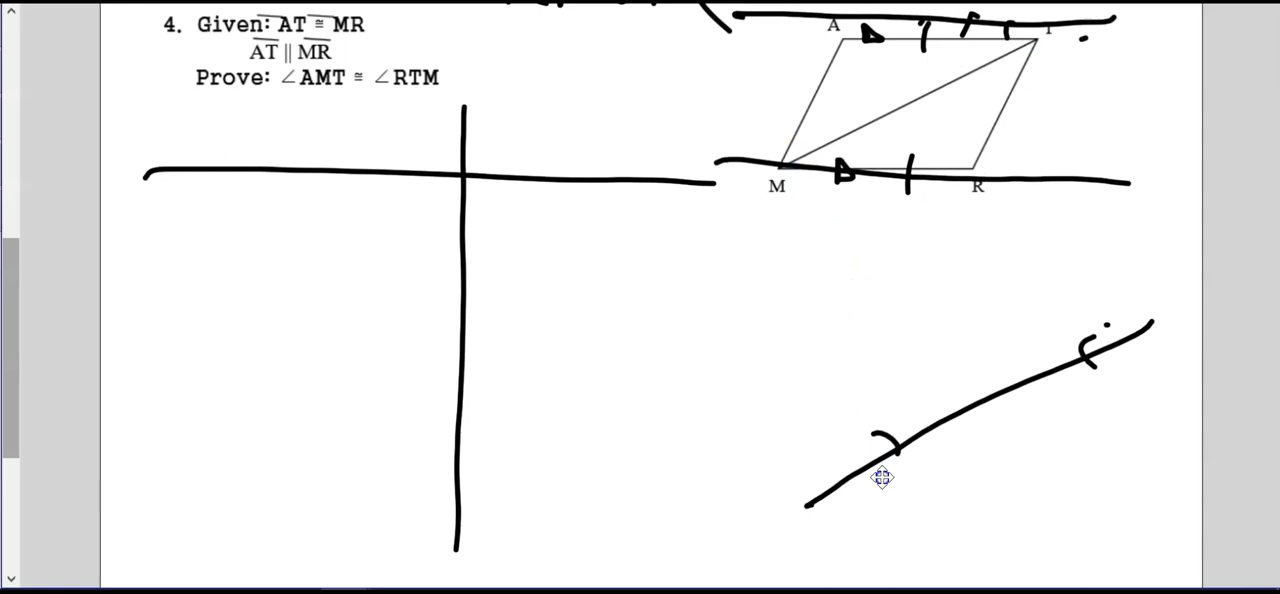 4. Given: AT ≅ MR
AT || MR
Prove: ∠AMT ≅ ∠RTM
A T
M R